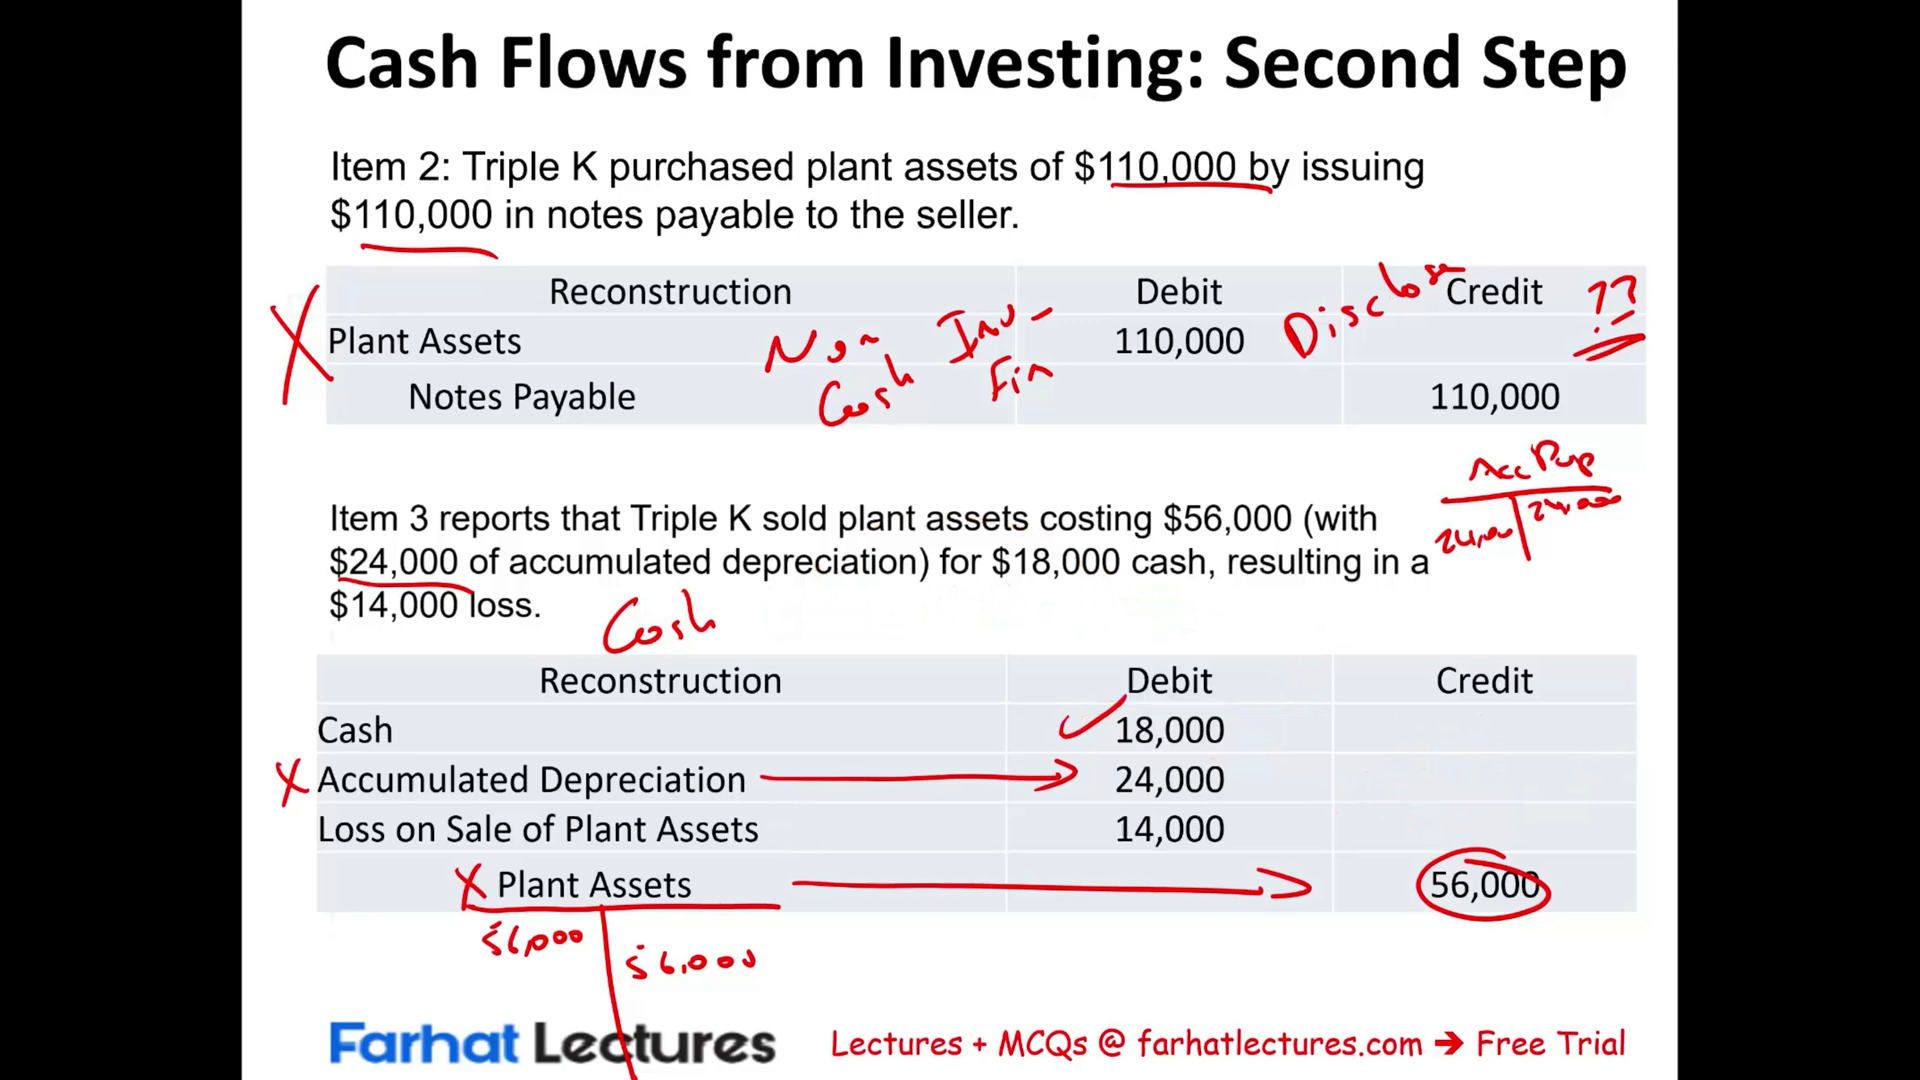 Cash Flows from Investing: Second Step
Item 2: Triple K purchased plant assets of $110,000 by issuing
$110,000 in notes payable to the seller.
Reconstruction Debit Credit ??
Disclose
X Plant Assets 110,000
Non Inv-
Cash Fin
Notes Payable 110,000
Acc Dep
24,000 24,000
Item 3 reports that Triple K sold plant assets costing $56,000 (with
$24,000 of accumulated depreciation) for $18,000 cash, resulting in a
$14,000 loss.
Cash
Reconstruction Debit Credit
Cash 18,000
X Accumulated Depreciation 24,000
Loss on Sale of Plant Assets 14,000
X Plant Assets 56,000
56,000 56,000
Farhat Lectures Lectures + MCQs @ farhatlectures.com ➔ Free Trial